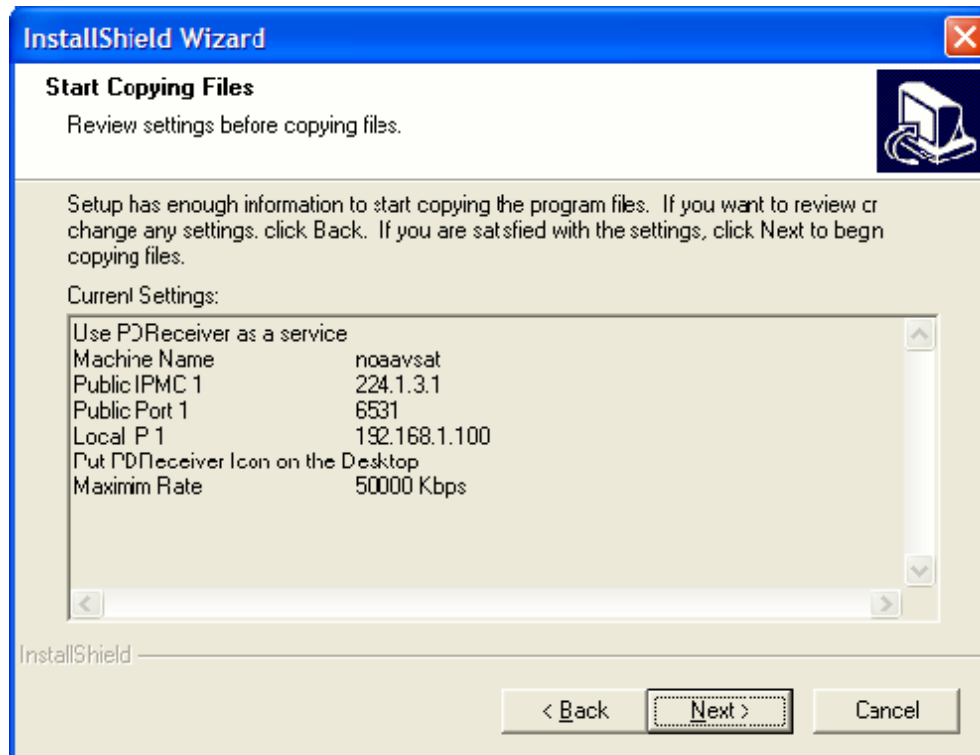 InstallShield Wizard
Start Copying Files
Review settings before copying files.
Setup has enough information to start copying the program files. If you want to review or
change any settings, click Back. If you are satisfied with the settings, click Next to begin
copying files.
Current Settings:
Use PDReceiver as a service
Machine Name noaavsat
Public IPMC 1 224.1.3.1
Public Port 1 6531
Local IP 1 192.168.1.100
Put PDReceiver Icon on the Desktop
Maximim Rate 50000 Kbps
InstallShield
< Back
Next >
Cancel